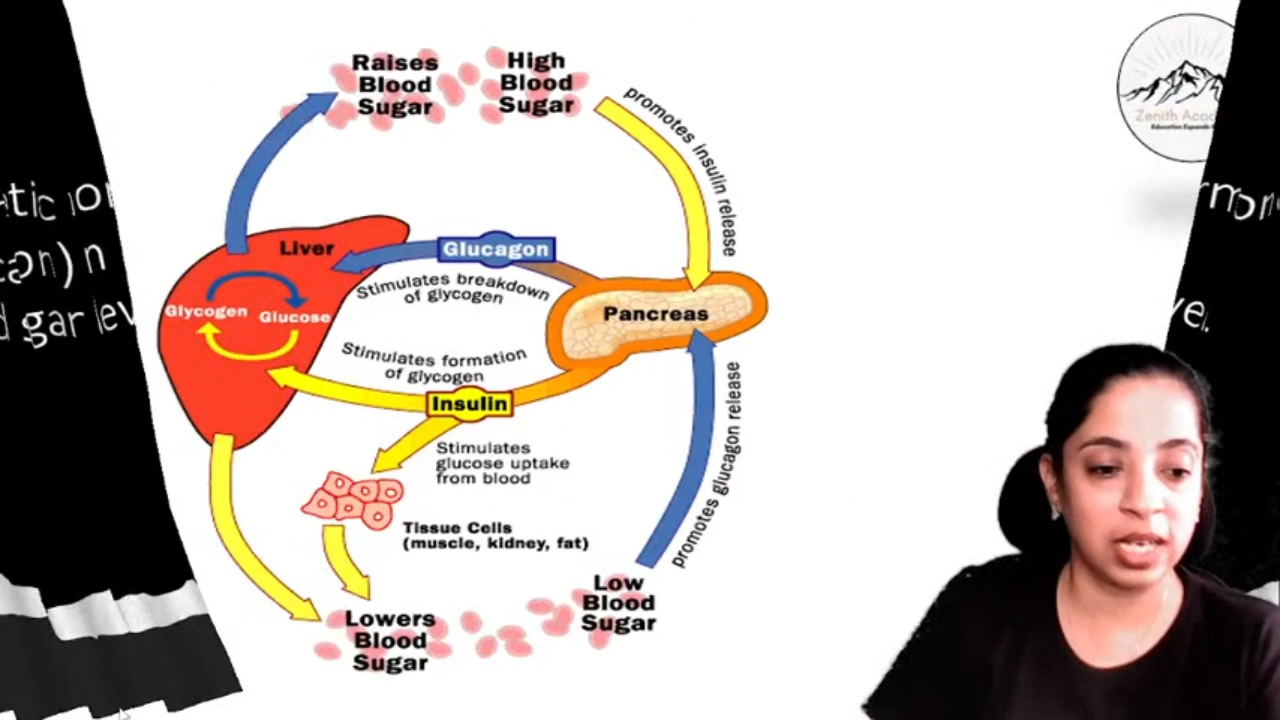 Raises
Blood
Sugar
High
Blood
Sugar
promotes insulin release
Liver
Glucagon
Stimulates breakdown
of glycogen
Glycogen
Glucose
Pancreas
Stimulates formation
of glycogen
Insulin
Stimulates
glucose uptake
from blood
promotes glucagon release
Tissue Cells
(muscle, kidney, fat)
Low
Blood
Sugar
Lowers
Blood
Sugar
Zenith